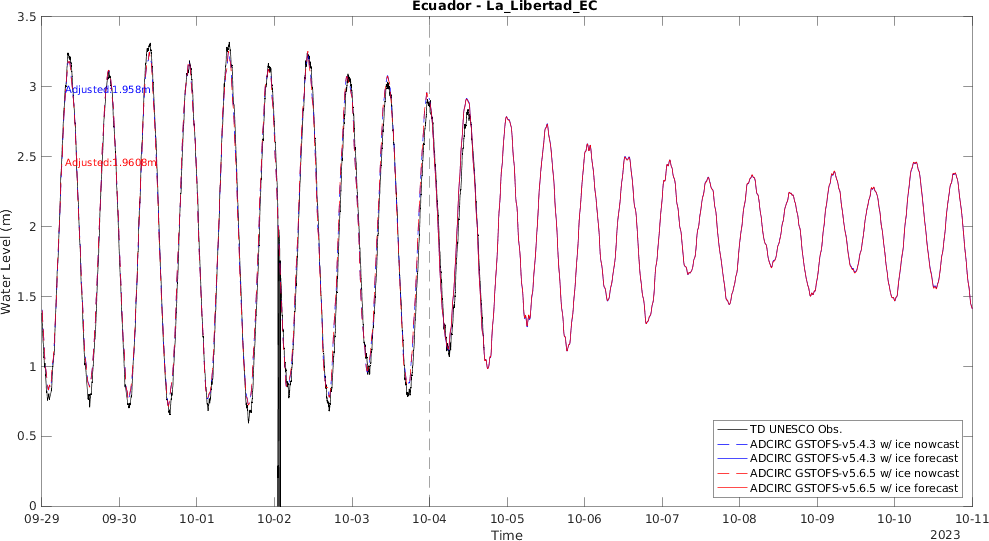 Ecuador - La_Libertad_EC
3.5
3
2.5
2
1.5
1
0.5
0
Water Level (m)
Adjusted:1.958m
Adjusted:1.9608m
TD UNESCO Obs.
ADCIRC GSTOFS-v5.4.3 w/ ice nowcast
ADCIRC GSTOFS-v5.4.3 w/ ice forecast
ADCIRC GSTOFS-v5.6.5 w/ ice nowcast
ADCIRC GSTOFS-v5.6.5 w/ ice forecast
09-29 09-30 10-01 10-02 10-03 10-04 10-05 10-06 10-07 10-08 10-09 10-10 10-11
Time
2023